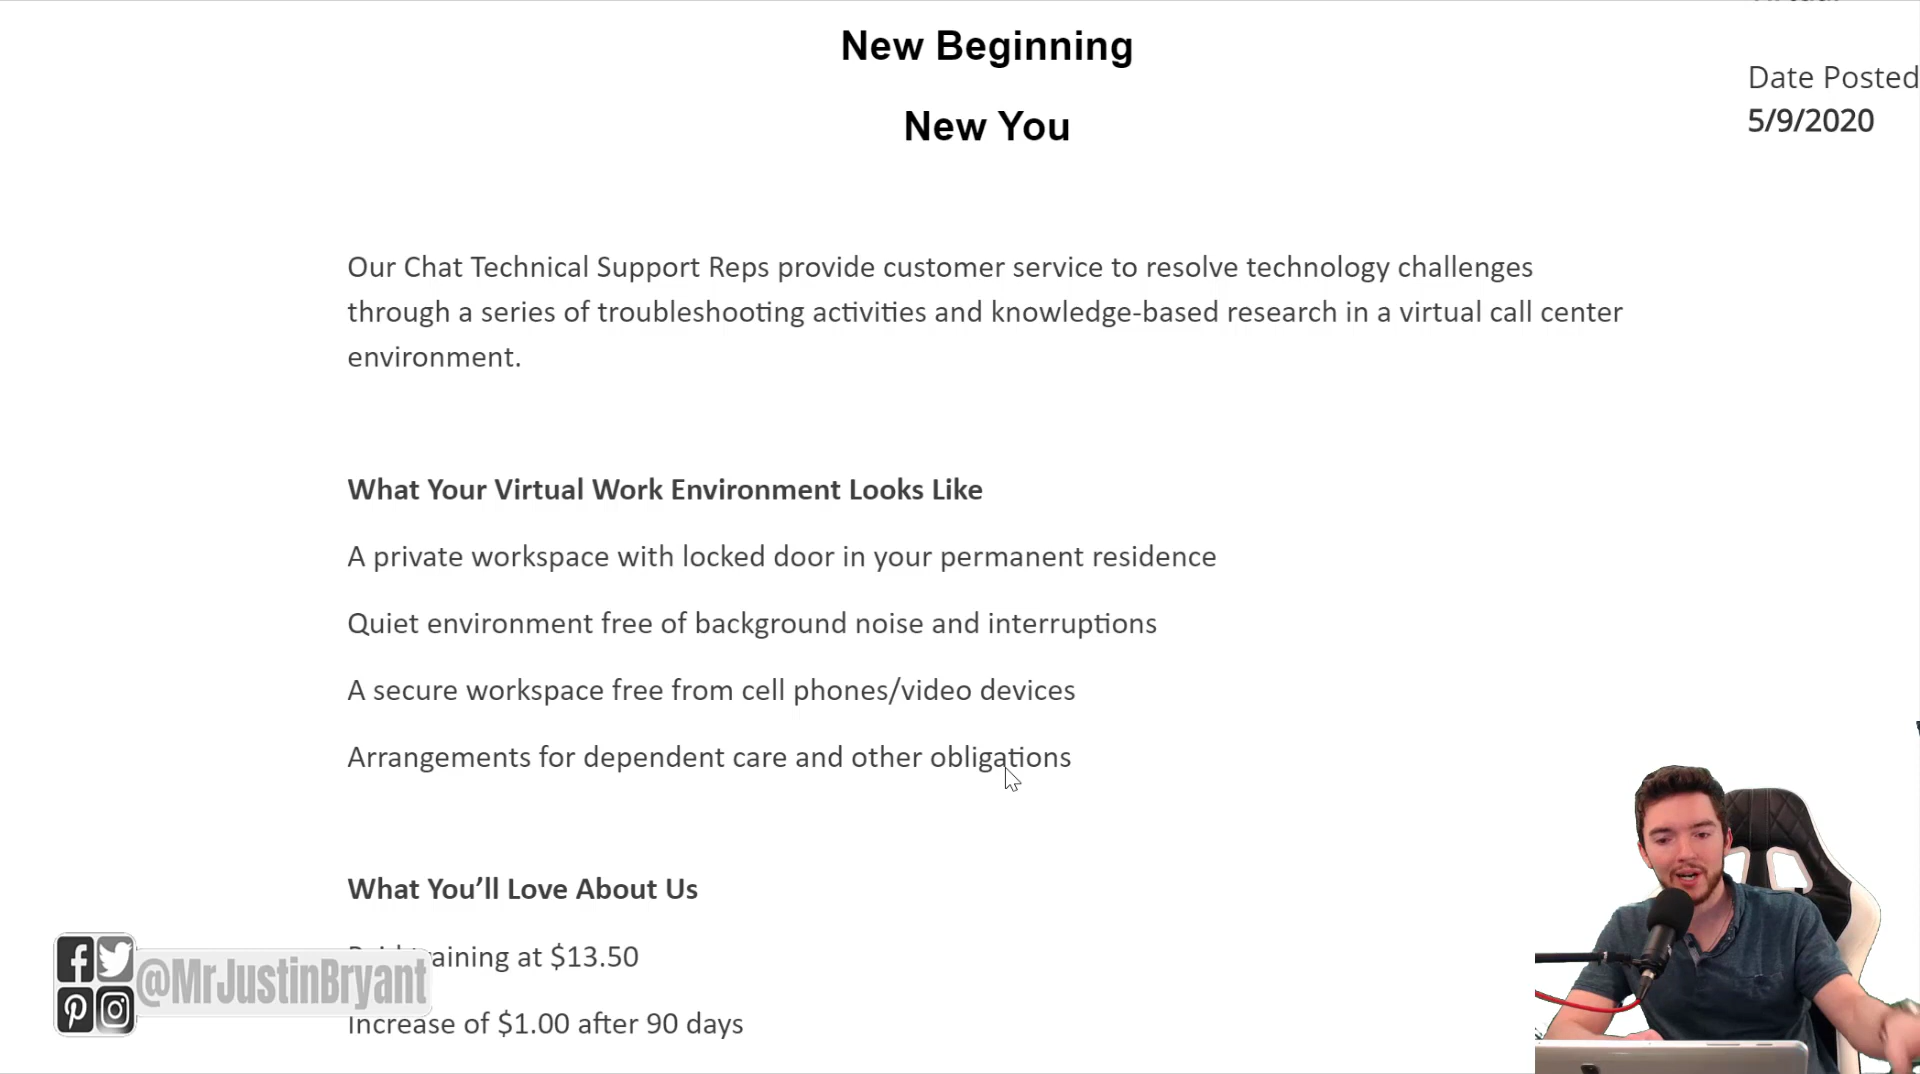 New Beginning
Date Posted
New You
5/9/2020
Our Chat Technical Support Reps provide customer service to resolve technology challenges
through a series of troubleshooting activities and knowledge-based research in a virtual call center
environment.
What Your Virtual Work Environment Looks Like
A private workspace with locked door in your permanent residence
Quiet environment free of background noise and interruptions
A secure workspace free from cell phones/video devices
Arrangements for dependent care and other obligations
What You’ll Love About Us
at $13.50
@MrJustinBryant
Increase of $1.00 after 90 days